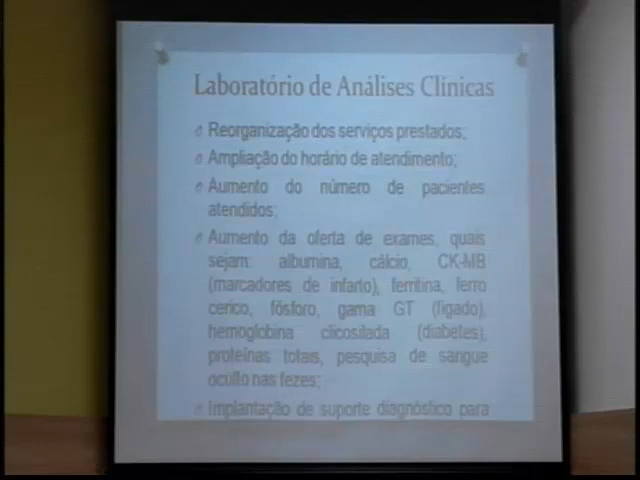 Laboratório de Análises Clínicas
Reorganização dos serviços prestados;
Ampliação do horário de atendimento;
Aumento do número de pacientes
atendidos;
Aumento da oferta de exames, quais
sejam: albumina, cálcio, CK-MB
(marcadores de infarto), ferritina, ferro
cerico, fósforo, gama GT (fígado),
hemoglobina clicosilada (diabetes),
proteínas totais, pesquisa de sangue
oculto nas fezes;
Implantação de suporte diagnóstico para